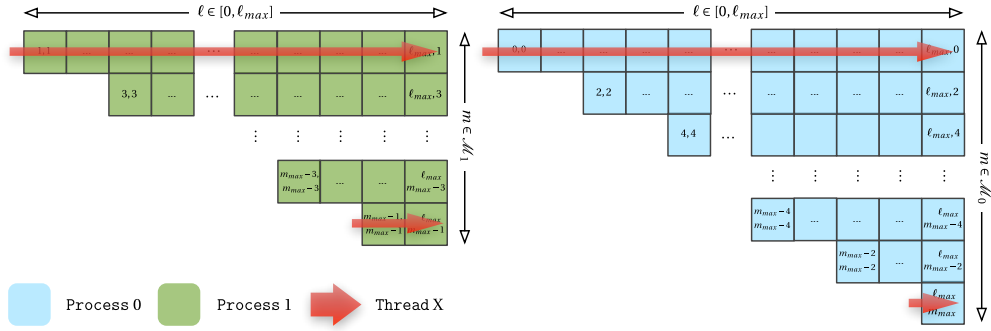 ℓ ∈ [0, ℓmax]
1,1 ... ... ... ⋯ ... ... ... ... ℓmax,1
3,3 ... ⋯ ... ... ... ... ℓmax,3
⋮ ⋮ ⋮ ⋮ ⋮
mmax−3, mmax−3 ... ... ℓmax mmax−3
mmax−1, mmax−1 ℓmax mmax−1
m ∈ ℳ1
ℓ ∈ [0, ℓmax]
0,0 ... ... ... ... ⋯ ... ... ... ... ℓmax,0
2,2 ... ... ⋯ ... ... ... ... ℓmax,2
4,4 ⋯ ℓmax,4
⋮ ⋮ ⋮ ⋮ ⋮
mmax−4 mmax−4 ... ... ... ℓmax mmax−4
mmax−2 mmax−2 ... ℓmax mmax−2
ℓmax mmax
m ∈ ℳ0
Process 0 Process 1 Thread X